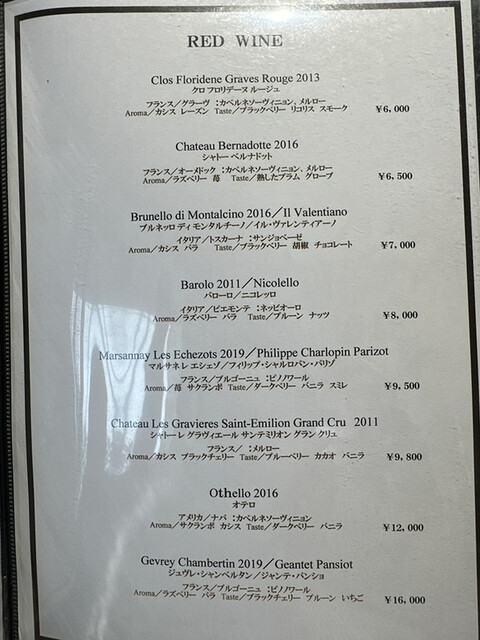 RED WINE
Clos Floridene Graves Rouge 2013
クロ フロリデーヌ ルージュ
フランス／グラーヴ ：カベルネソーヴィニョン、メルロー
Aroma／カシス レーズン Taste／ブラックベリー リコリス スモーク ¥6,000
Chateau Bernadotte 2016
シャトー ベルナドット
フランス／オーメドック ：カベルネソーヴィニョン、メルロー
Aroma／ラズベリー 苺 Taste／熟したプラム グローブ ¥6,500
Brunello di Montalcino 2016／Il Valentiano
ブルネッロ ディ モンタルチーノ／イル・ヴァレンティアーノ
イタリア／トスカーナ ：サンジョベーゼ
Aroma／カシス バラ Taste／ブラックベリー 胡椒 チョコレート ¥7,000
Barolo 2011／Nicolello
バローロ／ニコレッロ
イタリア／ピエモンテ ：ネッビオーロ
Aroma／ラズベリー バラ Taste／プルーン ナッツ ¥8,000
Marsannay Les Echezots 2019／Philippe Charlopin Parizot
マルサネ レ エシェゾ／フィリップ・シャルロパン・パリゾ
フランス／ブルゴーニュ ：ピノノワール
Aroma／苺 サクランボ Taste／ダークベリー バニラ スミレ ¥9,500
Chateau Les Gravieres Saint-Emilion Grand Cru 2011
シャトー レ グラヴィエール サンテミリオン グラン クリュ
フランス／ ：メルロー
Aroma／カシス ブラックチェリー Taste／ブルーベリー カカオ バニラ ¥9,800
Othello 2016
オテロ
アメリカ／ナパ ：カベルネソーヴィニョン
Aroma／サクランボ カシス Taste／ダークベリー バニラ ¥12,000
Gevrey Chambertin 2019／Geantet Pansiot
ジュヴレ・シャンベルタン／ジャンテ・パンショ
フランス／ブルゴーニュ ：ピノノワール
Aroma／ラズベリー バラ Taste／ブラックチェリー プルーン いちご ¥16,000